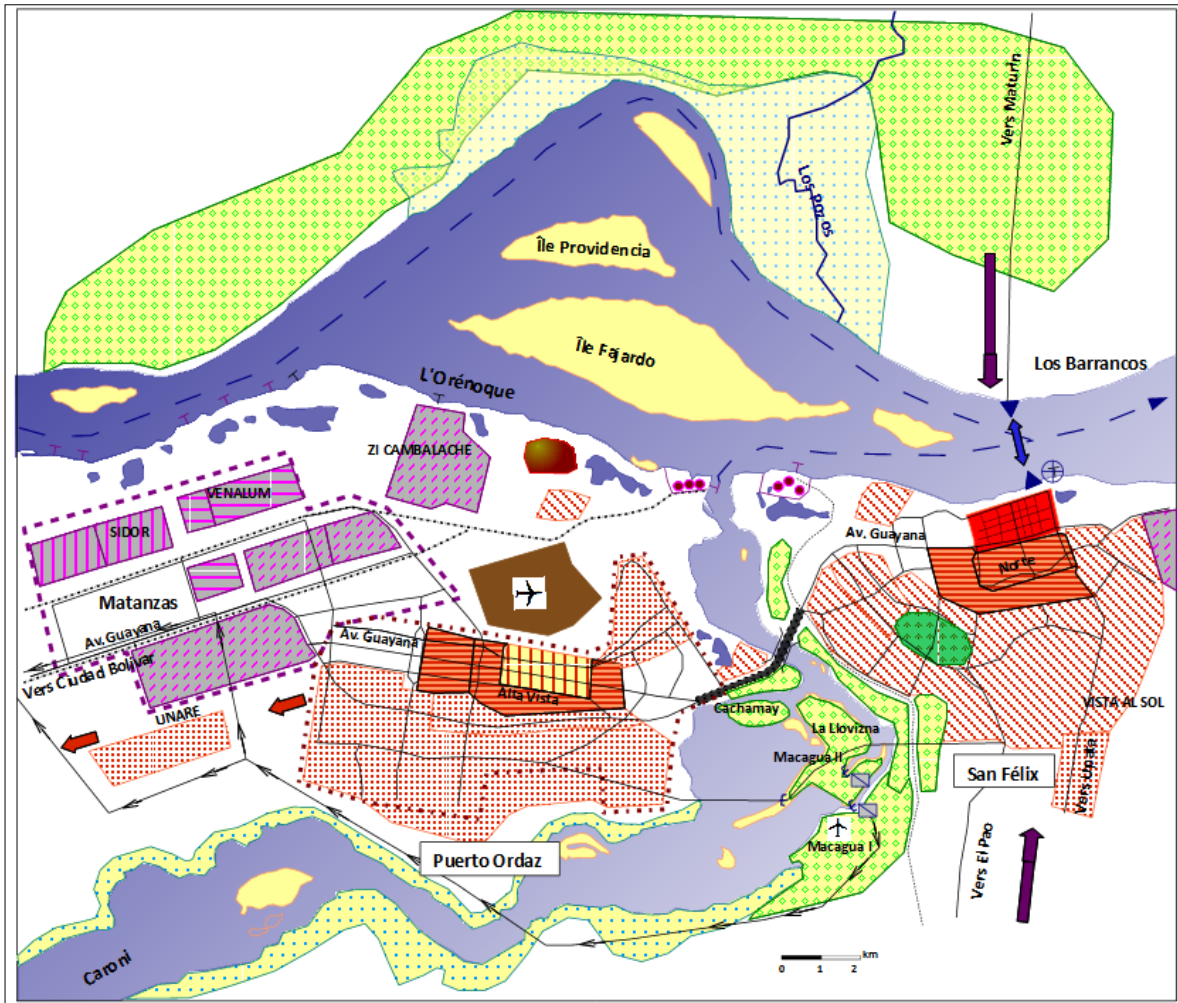 Vers Maturín
Los Pozos
Île Providencia
Île Fajardo
Los Barrancos
L'Orénoque
ZI CAMBALACHE
VENALUM
SIDOR
Av. Guayana
Norte
Matanzas
Av. Guayana
Av. Guayana
Vers Ciudad Bolivar
Alta Vista
Cachamay
VISTA AL SOL
UNARE
La Llovizna
Macagua II
San Félix
Vers Upata
Macagua I
Puerto Ordaz
Vers El Pao
Caroni
km
0 1 2